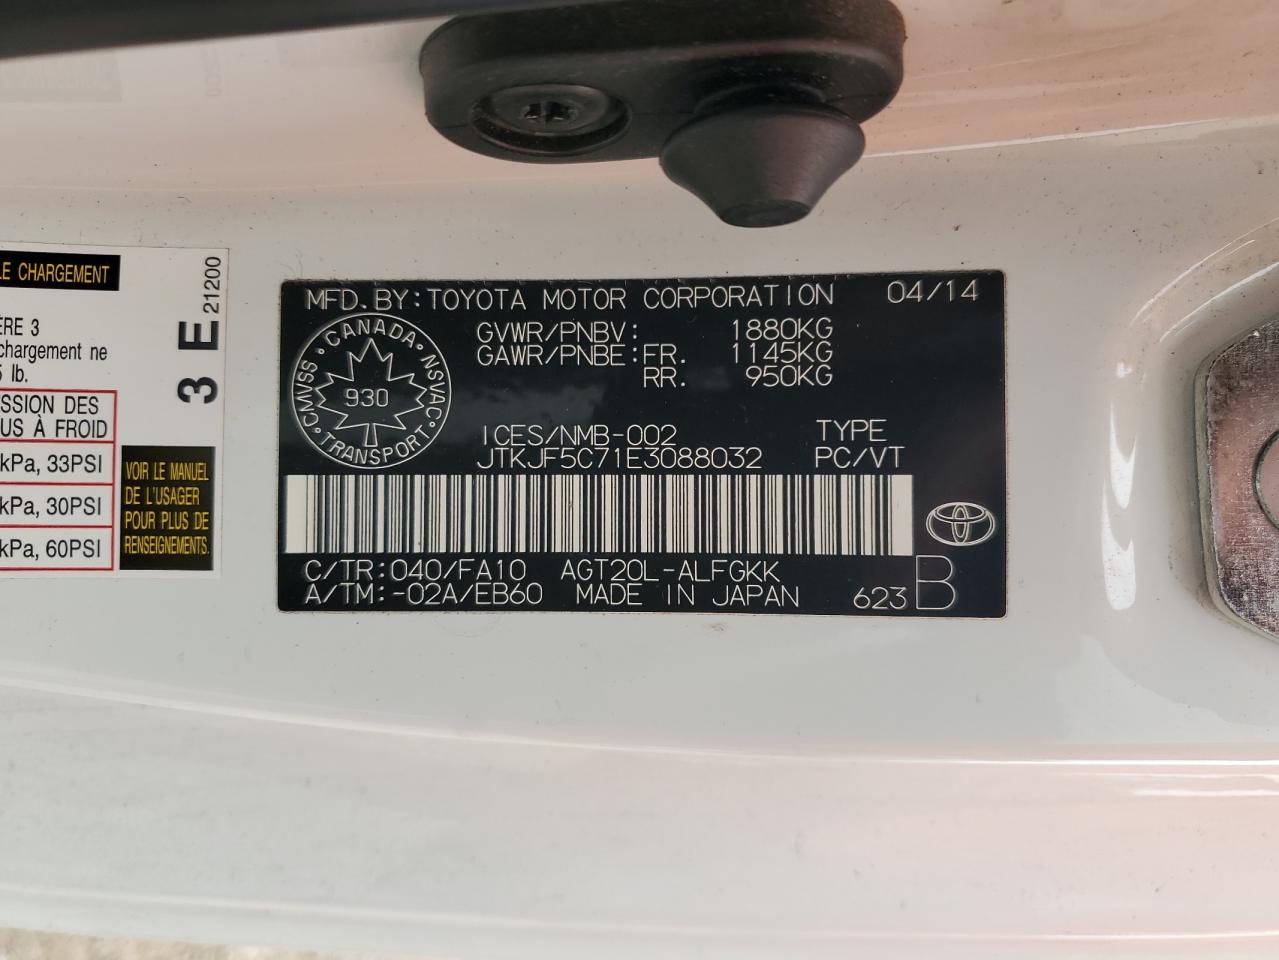 LE CHARGEMENT
ÈRE 3
chargement ne
5 lb.
SSION DES
US À FROID
kPa, 33PSI
kPa, 30PSI
kPa, 60PSI
VOIR LE MANUEL
DE L'USAGER
POUR PLUS DE
RENSEIGNEMENTS.
3 E 21200
MFD. BY: TOYOTA MOTOR CORPORATION 04/14
GVWR/PNBV: 1880KG
GAWR/PNBE: FR. 1145KG
RR. 950KG
CANADA · NSVAC · TRANSPORT · CMVSS ·
930
ICES/NMB-002 TYPE
JTKJF5C71E3088032 PC/VT
C/TR: 040/FA10 AGT20L-ALFGKK
A/TM: -02A/EB60 MADE IN JAPAN 623 B